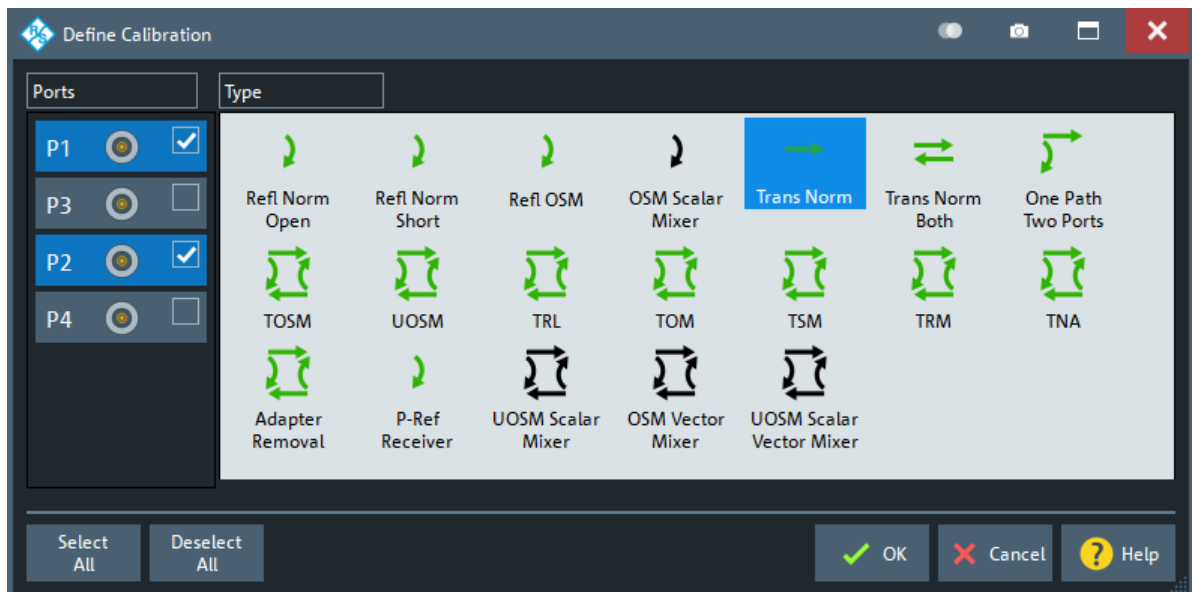 Define Calibration
Ports
Type
P1
P3
P2
P4
Refl Norm
Open
Refl Norm
Short
Refl OSM
OSM Scalar
Mixer
Trans Norm
Trans Norm
Both
One Path
Two Ports
TOSM
UOSM
TRL
TOM
TSM
TRM
TNA
Adapter
Removal
P-Ref
Receiver
UOSM Scalar
Mixer
OSM Vector
Mixer
UOSM Scalar
Vector Mixer
Select
All
Deselect
All
OK
Cancel
? Help